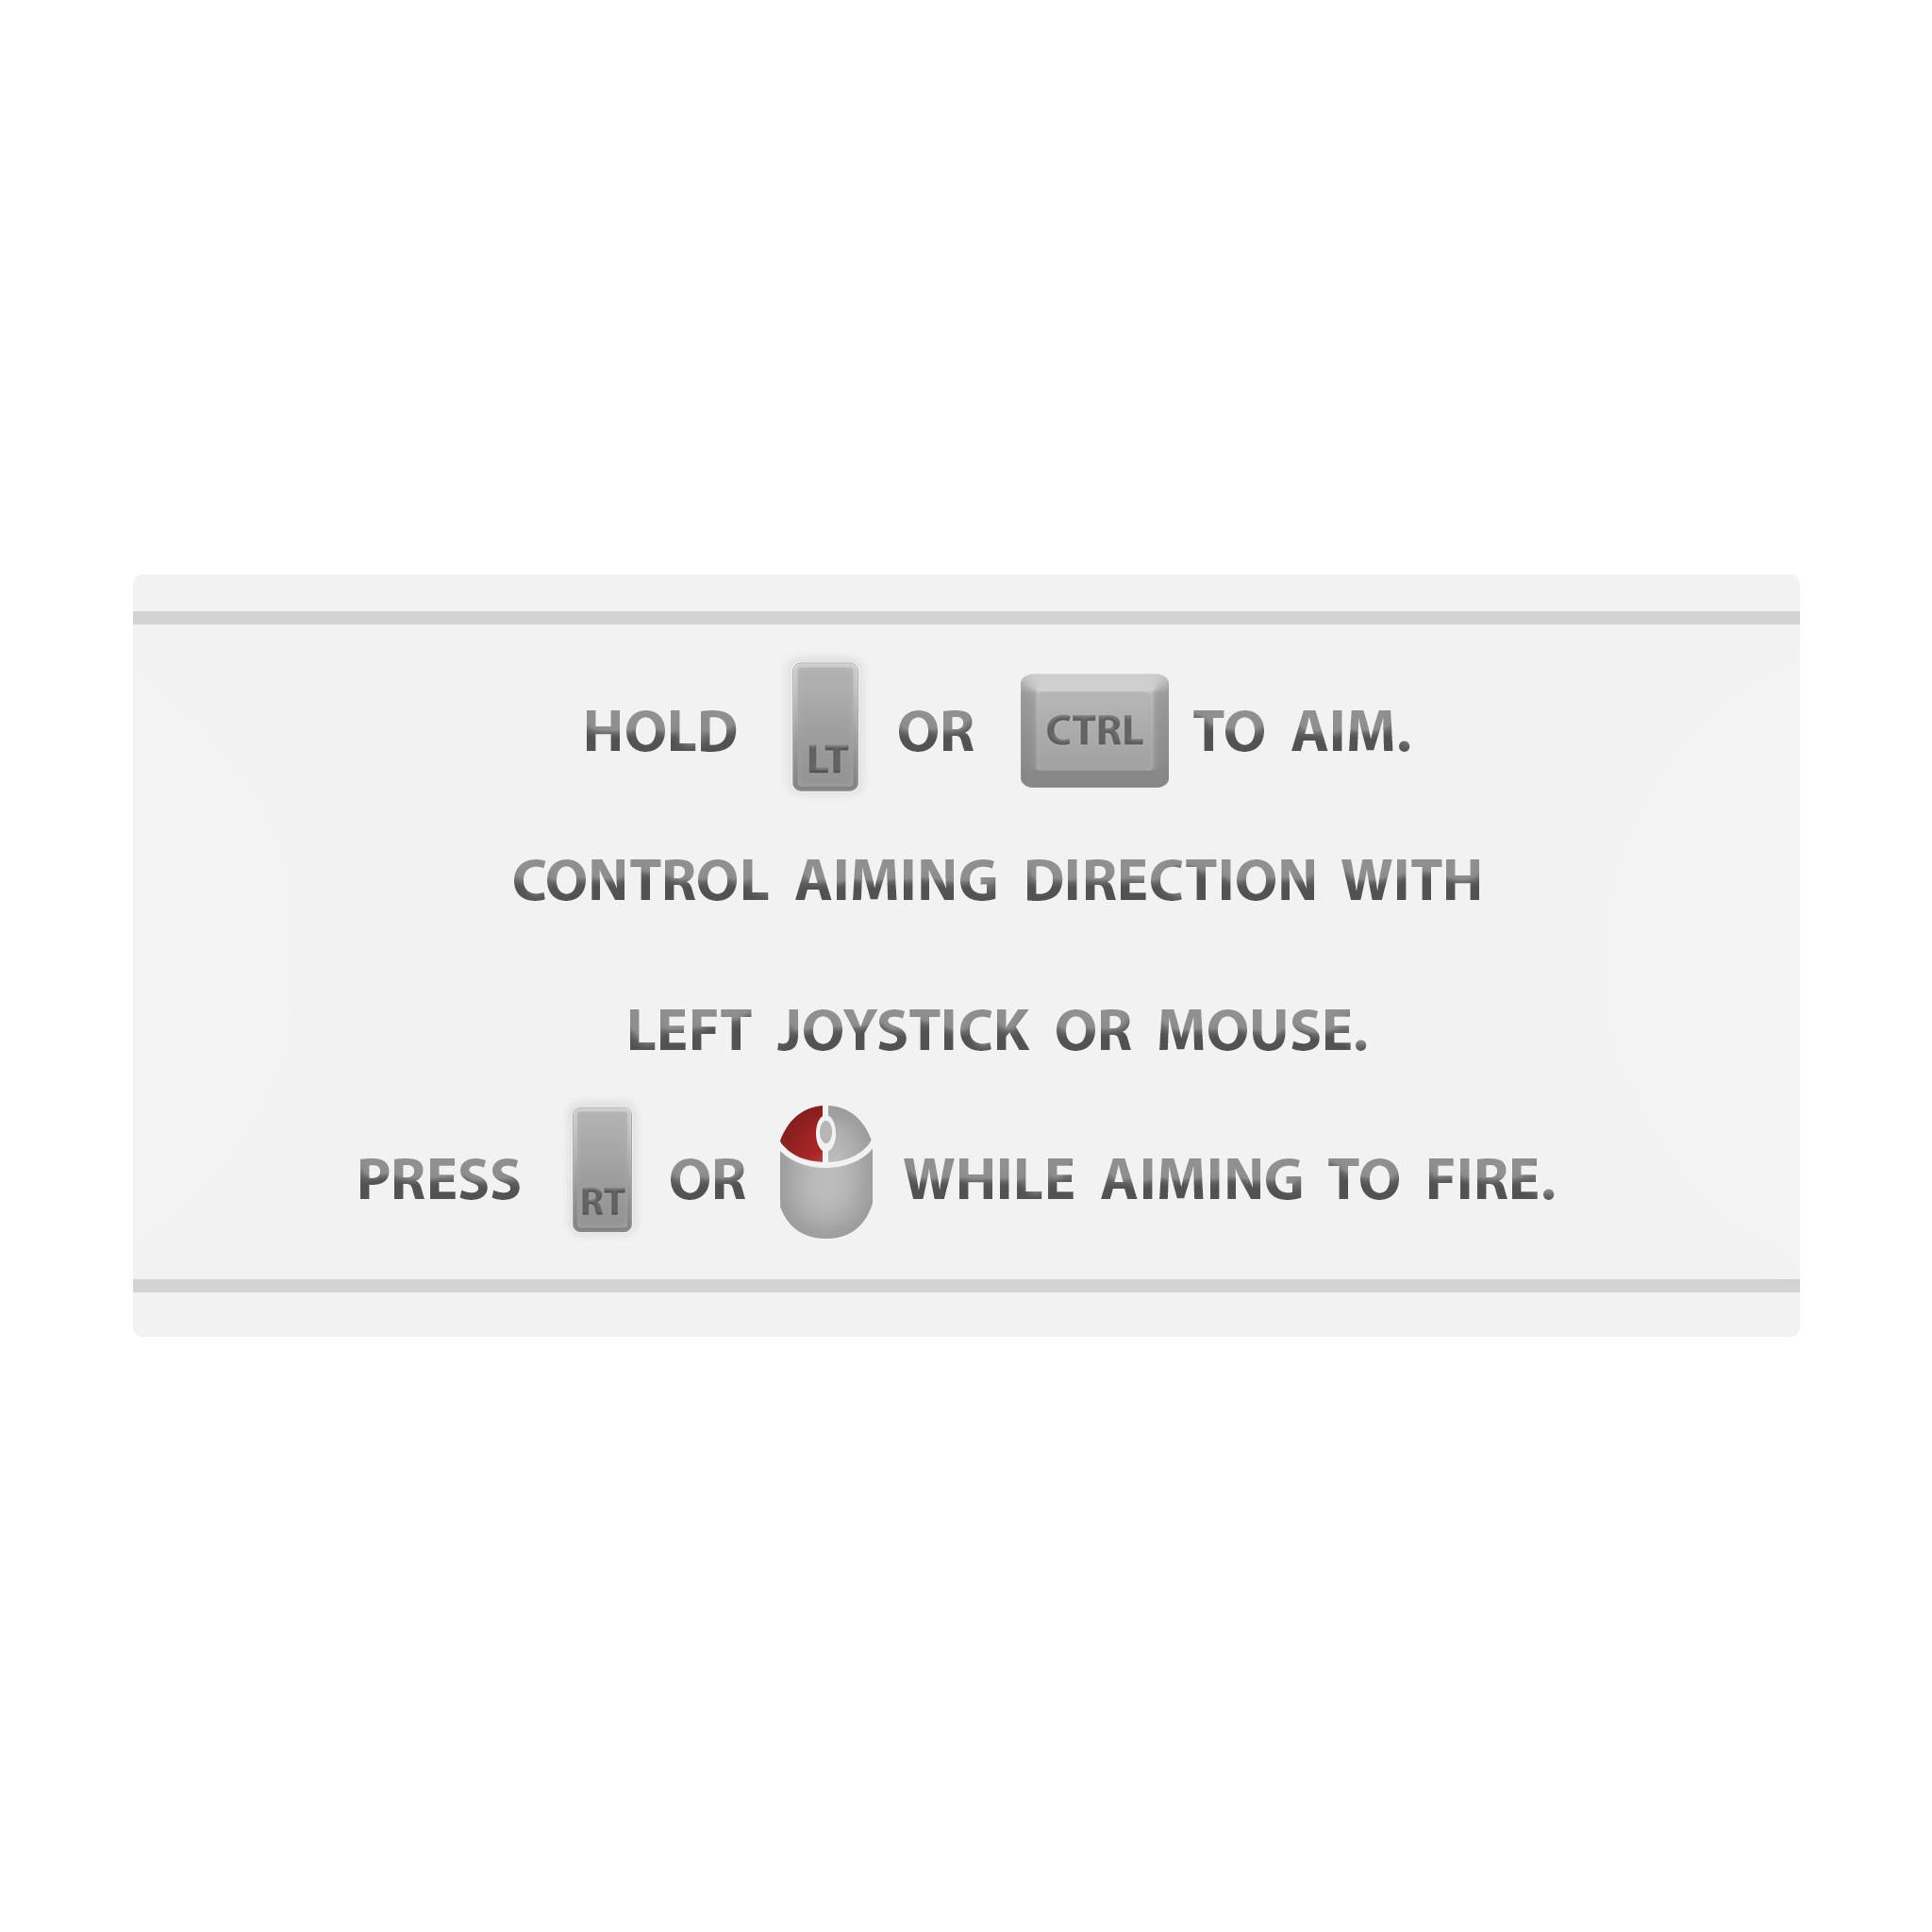 HOLD LT OR CTRL TO AIM.
CONTROL AIMING DIRECTION WITH
LEFT JOYSTICK OR MOUSE.
PRESS RT OR WHILE AIMING TO FIRE.